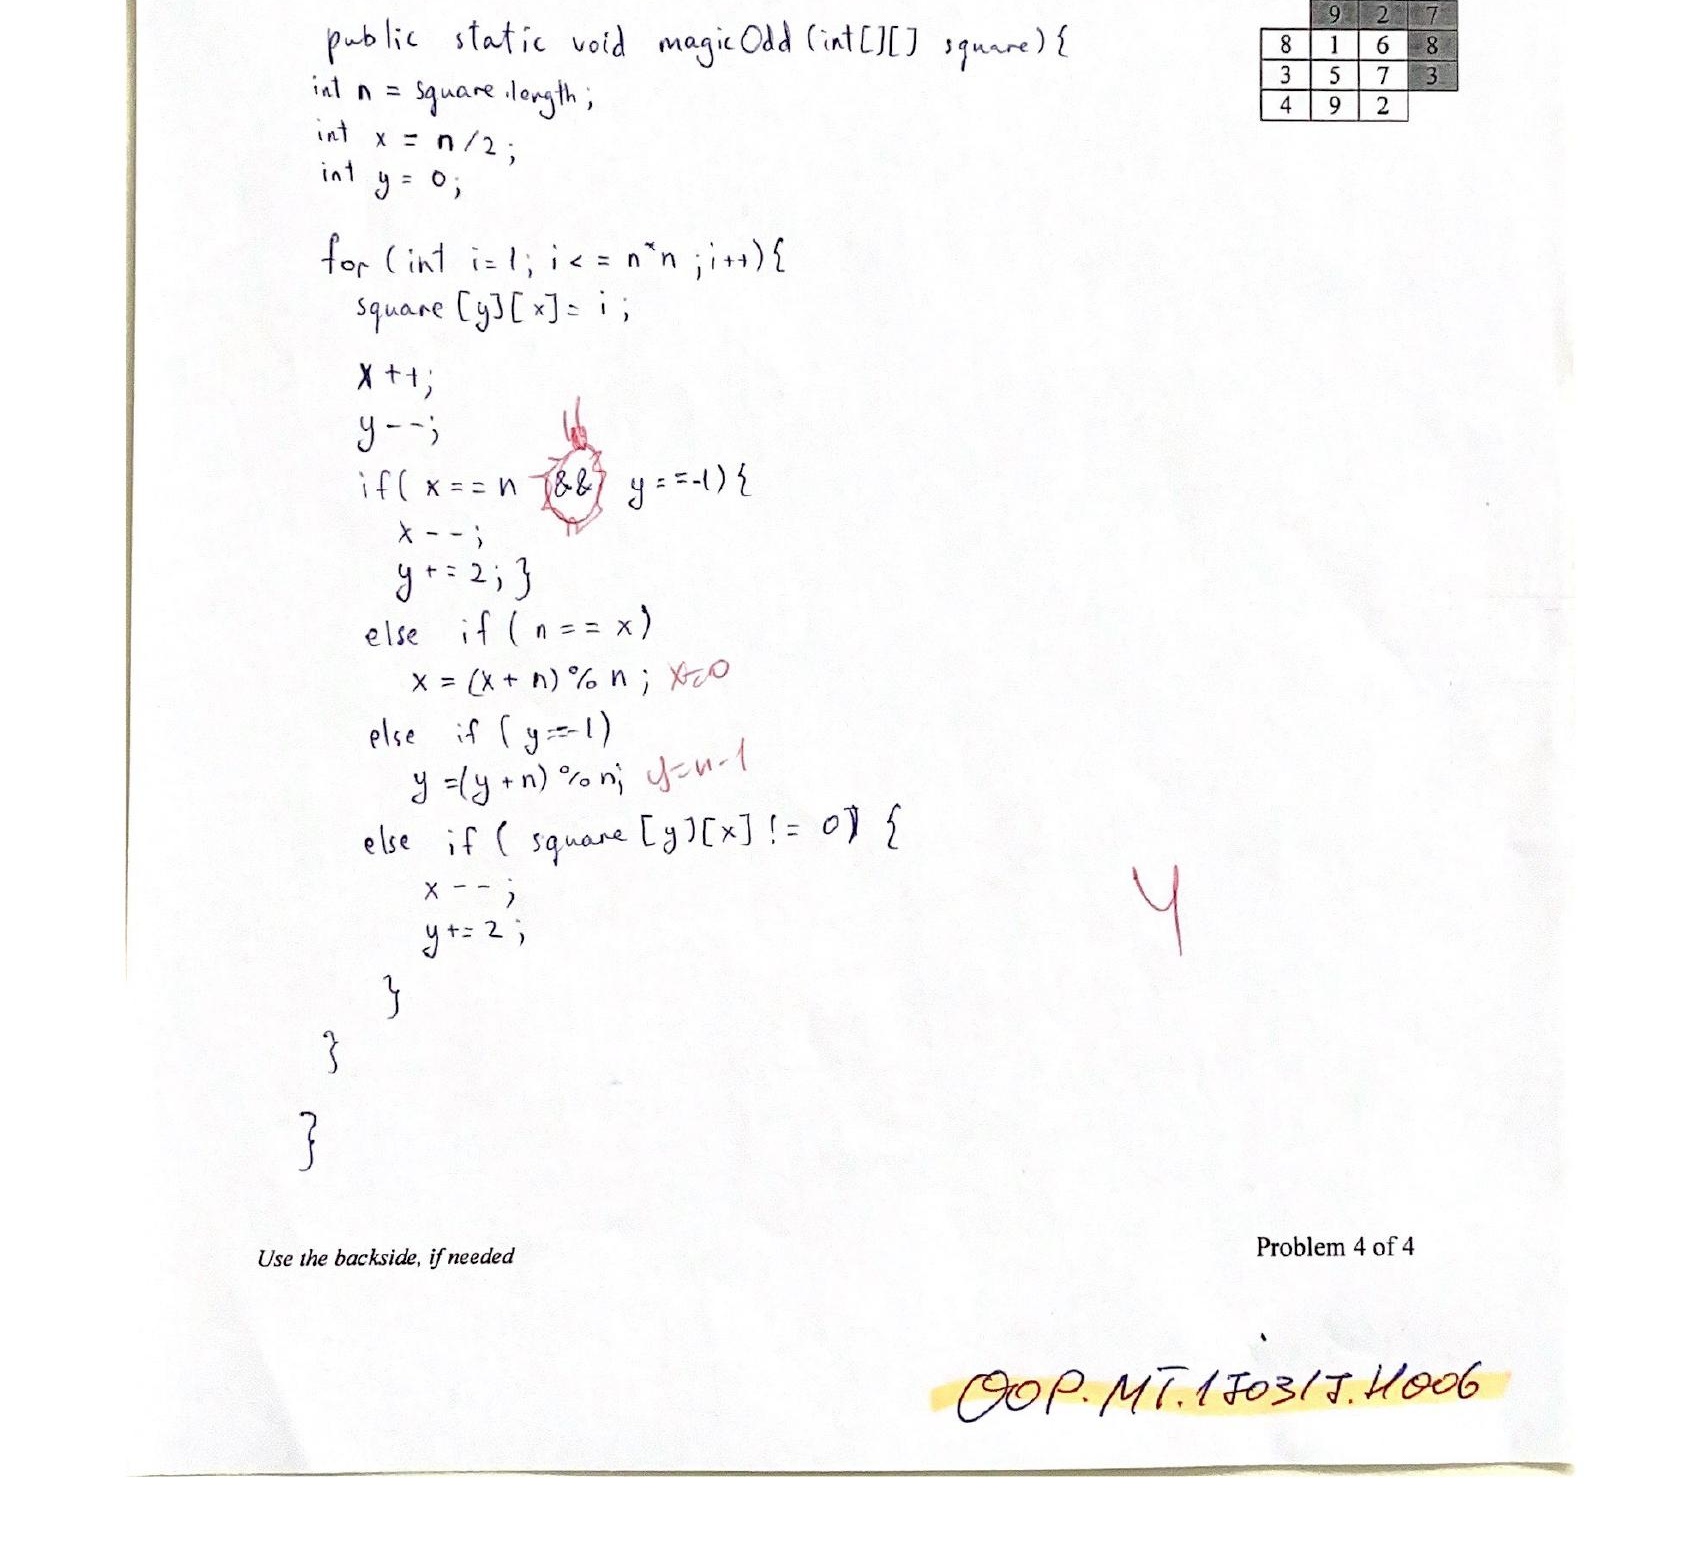 9 2 7
8 1 6 8
3 5 7 3
4 9 2
public static void magicOdd (int[][] square) {
int n = square.length;
int x = n/2;
int y = 0;
for (int i=1; i<=n*n; i++) {
square [y][x] = i;
x++;
y--;
if( x==n && y==-1) {
x--;
y+=2; }
else if (n==x)
x = (x+n)%n; x=0
else if (y==-1)
y=(y+n)%n; y=n-1
else if ( square [y][x] != 0) {
x--;
y+=2;
}
}
}
4
Use the backside, if needed
Problem 4 of 4
OOP.MT.